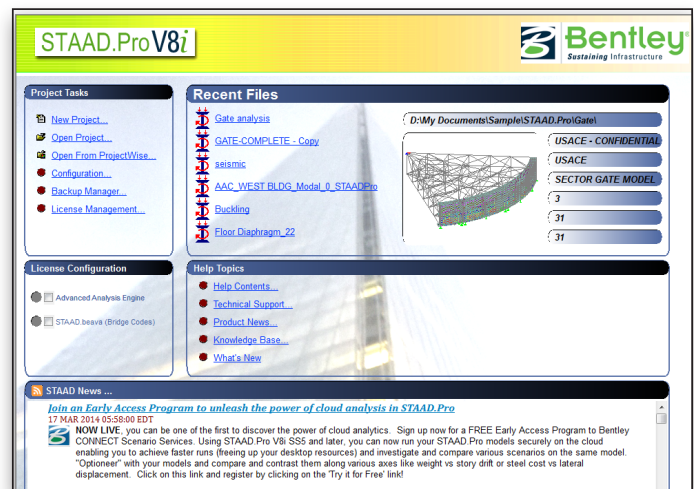 STAAD.Pro V8i
Bentley®
Sustaining Infrastructure
Project Tasks
New Project...
Open Project...
Open From ProjectWise...
Configuration...
Backup Manager...
License Management...
Recent Files
Gate analysis
GATE-COMPLETE - Copy
seismic
AAC_WEST BLDG_Modal_0_STAADPro
Buckling
Floor Diaphragm_22
D:\My Documents\Sample\STAAD.Pro\Gate\
USACE - CONFIDENTIAL
USACE
SECTOR GATE MODEL
3
31
31
License Configuration
Advanced Analysis Engine
STAAD.beava (Bridge Codes)
Help Topics
Help Contents...
Technical Support...
Product News...
Knowledge Base...
What's New
STAAD News ...
Join an Early Access Program to unleash the power of cloud analysis in STAAD.Pro
17 MAR 2014 05:58:00 EDT
NOW LIVE, you can be one of the first to discover the power of cloud analytics. Sign up now for a FREE Early Access Program to Bentley
CONNECT Scenario Services. Using STAAD.Pro V8i SS5 and later, you can now run your STAAD.Pro models securely on the cloud
enabling you to achieve faster runs (freeing up your desktop resources) and investigate and compare various scenarios on the same model.
"Optioneer" with your models and compare and contrast them along various axes like weight vs story drift or steel cost vs lateral
displacement. Click on this link and register by clicking on the 'Try it for Free' link!